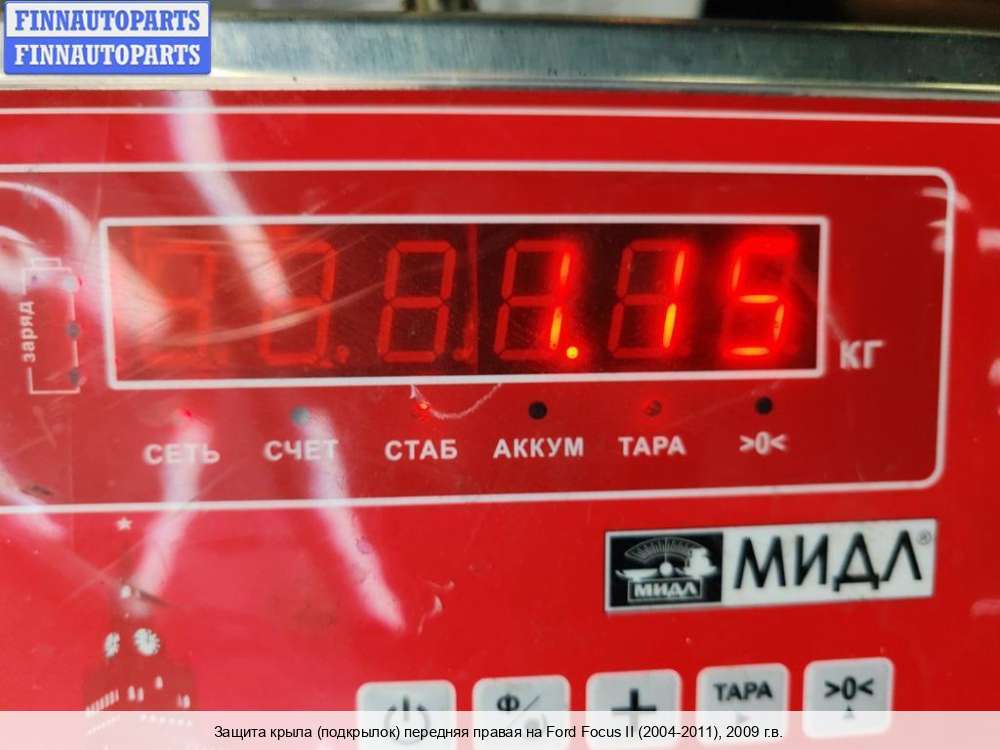 FINNAUTOPARTS
FINNAUTOPARTS
заряд
1.15
КГ
СЕТЬ
СЧЕТ
СТАБ
АККУМ
ТАРА
>0<
МИДЛ
МИДЛ®
Ф/
+
ТАРА
>0<
Защита крыла (подкрылок) передняя правая на Ford Focus II (2004-2011), 2009 г.в.